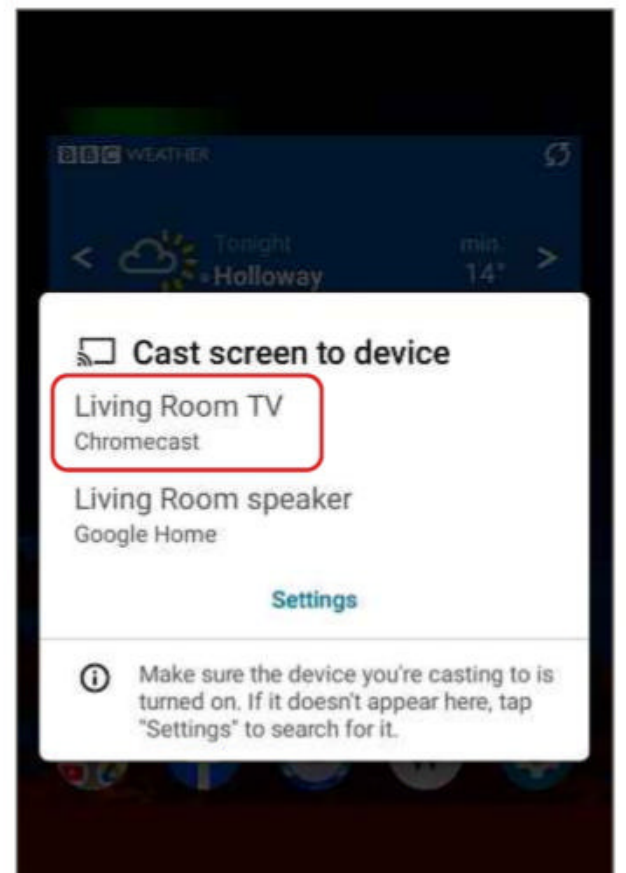 BBC WEATHER
Tonight
min.
Holloway
14°
Cast screen to device
Living Room TV
Chromecast
Living Room speaker
Google Home
Settings
Make sure the device you're casting to is
turned on. If it doesn't appear here, tap
"Settings" to search for it.